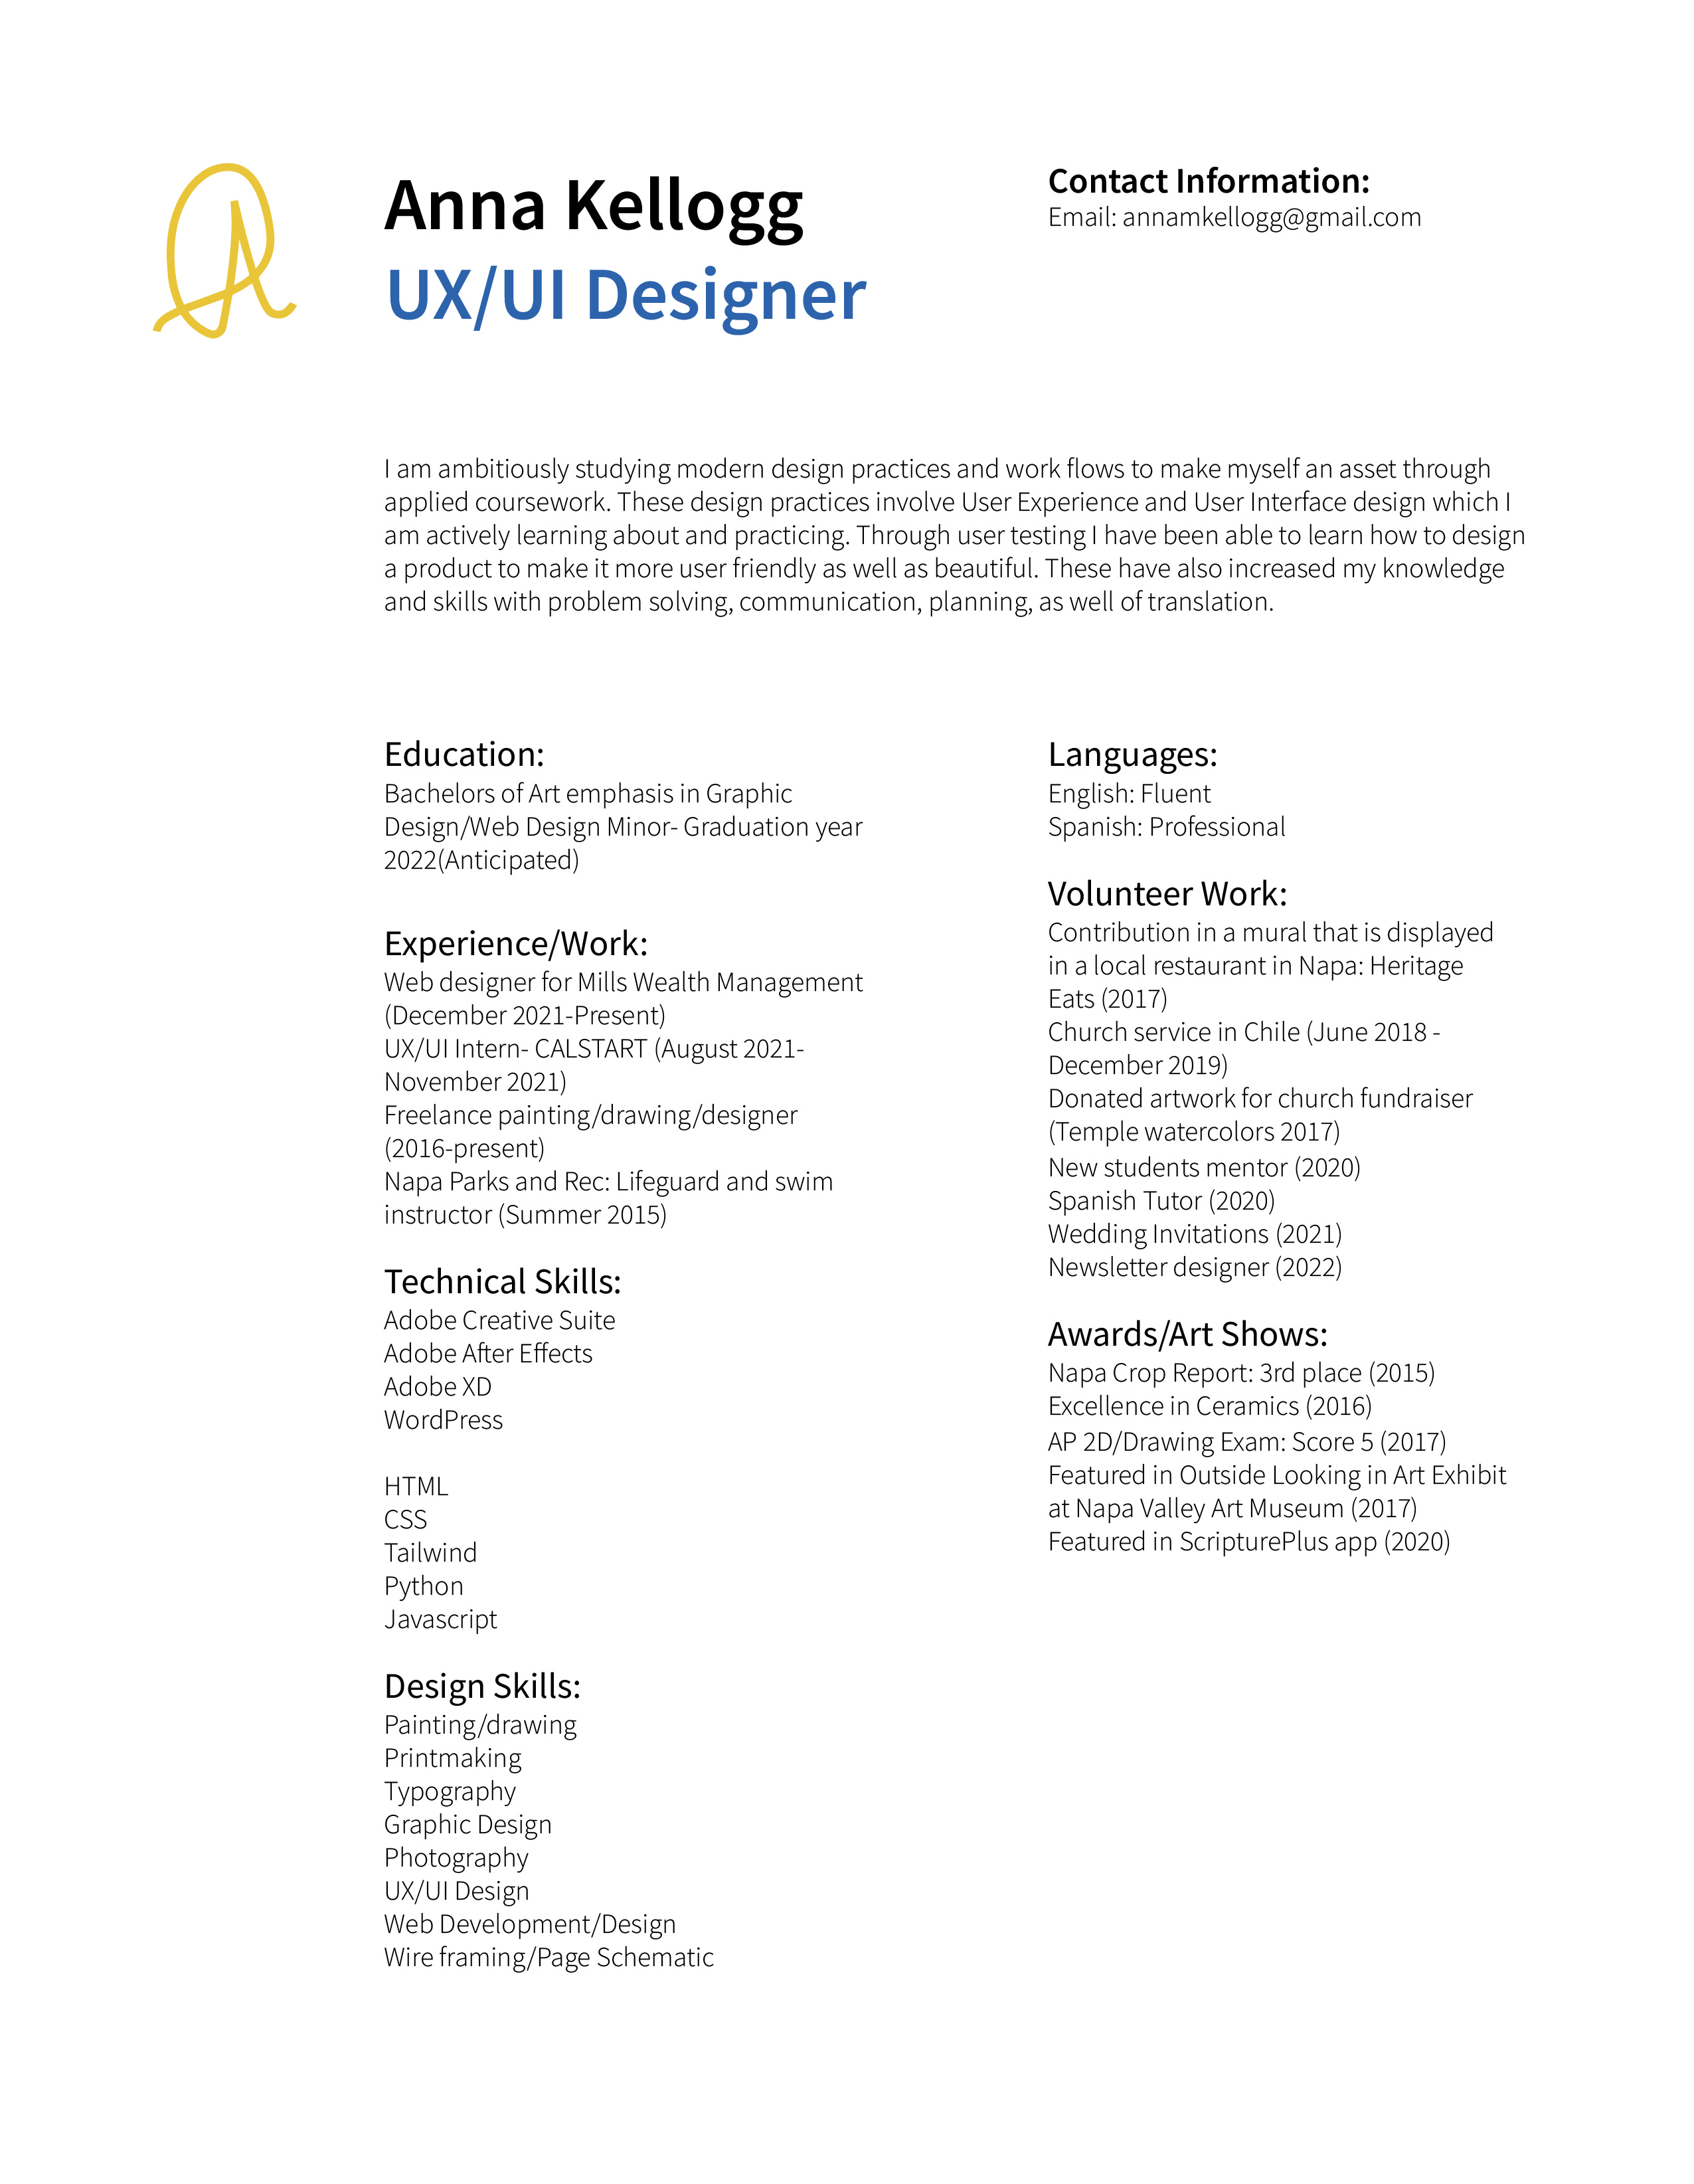 Anna Kellogg
UX/UI Designer
Contact Information:
Email: annamkellogg@gmail.com
I am ambitiously studying modern design practices and work flows to make myself an asset through
applied coursework. These design practices involve User Experience and User Interface design which I
am actively learning about and practicing. Through user testing I have been able to learn how to design
a product to make it more user friendly as well as beautiful. These have also increased my knowledge
and skills with problem solving, communication, planning, as well of translation.
Education:
Bachelors of Art emphasis in Graphic
Design/Web Design Minor- Graduation year
2022(Anticipated)
Experience/Work:
Web designer for Mills Wealth Management
(December 2021-Present)
UX/UI Intern- CALSTART (August 2021-
November 2021)
Freelance painting/drawing/designer
(2016-present)
Napa Parks and Rec: Lifeguard and swim
instructor (Summer 2015)
Technical Skills:
Adobe Creative Suite
Adobe After Effects
Adobe XD
WordPress
HTML
CSS
Tailwind
Python
Javascript
Design Skills:
Painting/drawing
Printmaking
Typography
Graphic Design
Photography
UX/UI Design
Web Development/Design
Wire framing/Page Schematic
Languages:
English: Fluent
Spanish: Professional
Volunteer Work:
Contribution in a mural that is displayed
in a local restaurant in Napa: Heritage
Eats (2017)
Church service in Chile (June 2018 -
December 2019)
Donated artwork for church fundraiser
(Temple watercolors 2017)
New students mentor (2020)
Spanish Tutor (2020)
Wedding Invitations (2021)
Newsletter designer (2022)
Awards/Art Shows:
Napa Crop Report: 3rd place (2015)
Excellence in Ceramics (2016)
AP 2D/Drawing Exam: Score 5 (2017)
Featured in Outside Looking in Art Exhibit
at Napa Valley Art Museum (2017)
Featured in ScripturePlus app (2020)